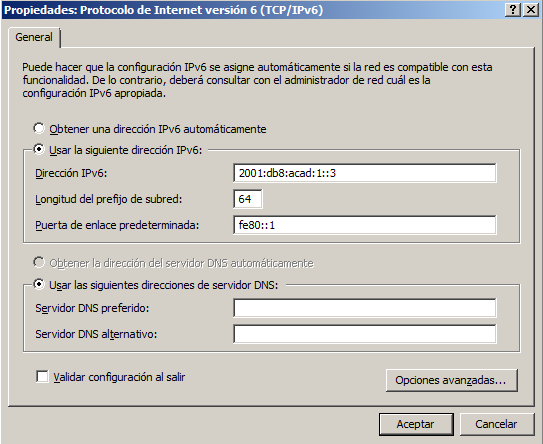 Propiedades: Protocolo de Internet versión 6 (TCP/IPv6)
General
Puede hacer que la configuración IPv6 se asigne automáticamente si la red es compatible con esta
funcionalidad. De lo contrario, deberá consultar con el administrador de red cuál es la
configuración IPv6 apropiada.
Obtener una dirección IPv6 automáticamente
Usar la siguiente dirección IPv6:
Dirección IPv6: 2001:db8:acad:1::3
Longitud del prefijo de subred: 64
Puerta de enlace predeterminada: fe80::1
Obtener la dirección del servidor DNS automáticamente
Usar las siguientes direcciones de servidor DNS:
Servidor DNS preferido:
Servidor DNS alternativo:
Validar configuración al salir
Opciones avanzadas...
Aceptar Cancelar